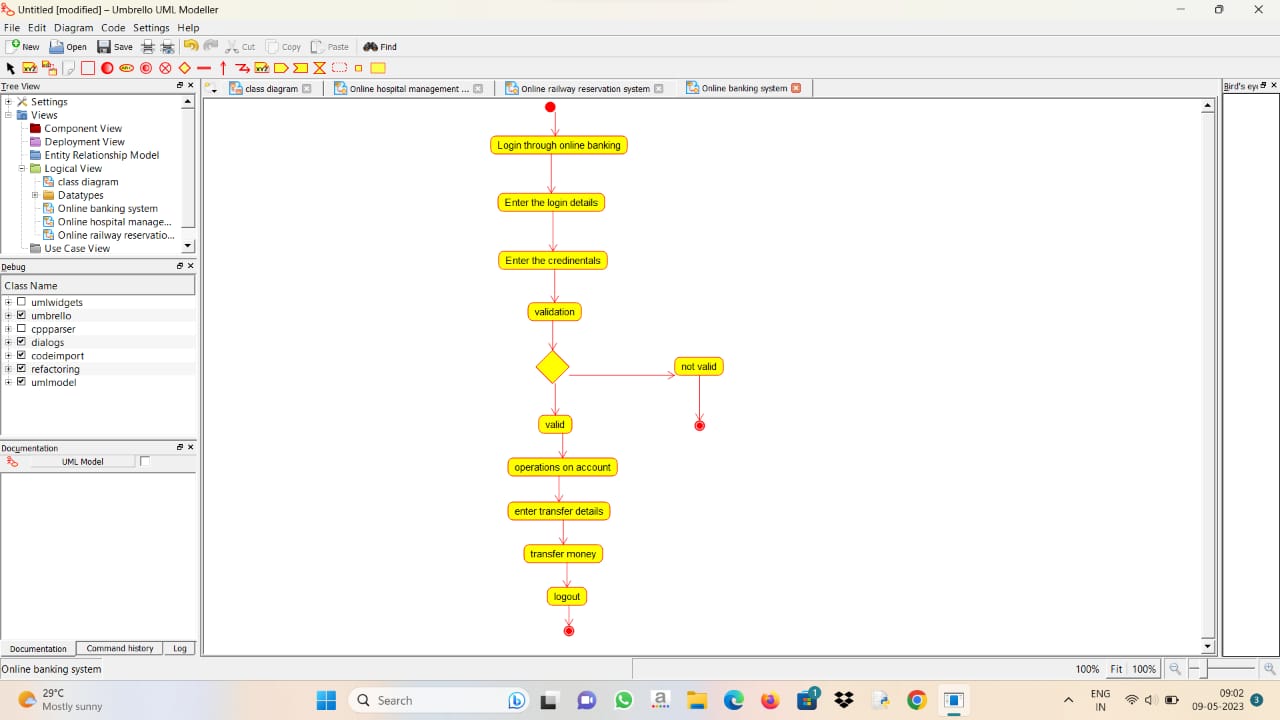 Untitled [modified] – Umbrello UML Modeller
File Edit Diagram Code Settings Help
New Open Save Cut Copy Paste Find
Tree View
class diagram
Online hospital management ...
Online railway reservation system
Online banking system
Bird's eye
Settings
Views
Component View
Deployment View
Entity Relationship Model
Logical View
class diagram
Datatypes
Online banking system
Online hospital manage...
Online railway reservatio...
Use Case View
Debug
Class Name
umlwidgets
umbrello
cppparser
dialogs
codeimport
refactoring
umlmodel
Documentation
UML Model
Documentation Command history Log
Login through online banking
Enter the login details
Enter the credinentals
validation
not valid
valid
operations on account
enter transfer details
transfer money
logout
Online banking system
100% Fit 100%
29°C
Mostly sunny
Search
a
1
ENG
IN
09:02
09-05-2023
3